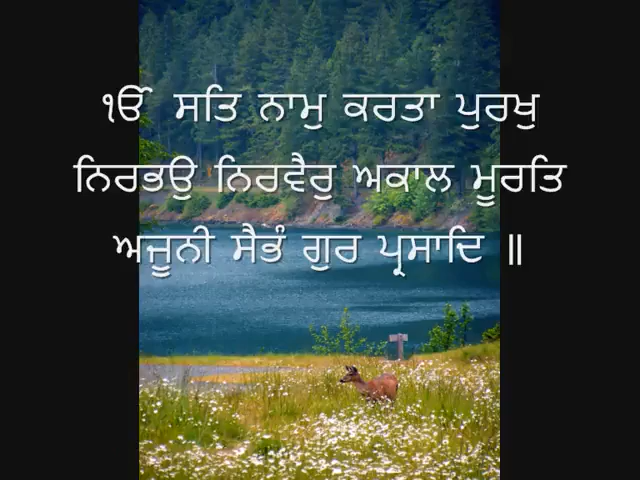 ੴ ਸਤਿ ਨਾਮੁ ਕਰਤਾ ਪੁਰਖੁ
ਨਿਰਭਉ ਨਿਰਵੈਰੁ ਅਕਾਲ ਮੂਰਤਿ
ਅਜੂਨੀ ਸੈਭੰ ਗੁਰ ਪ੍ਰਸਾਦਿ ॥